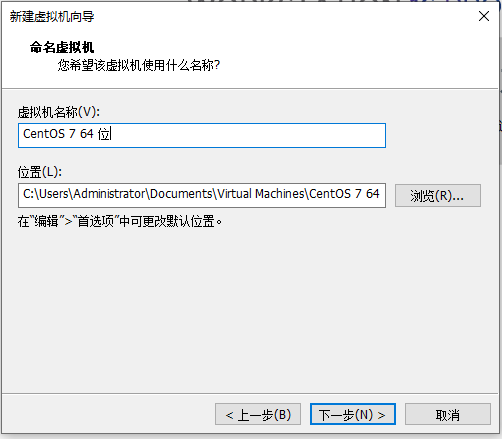 新建虚拟机向导
命名虚拟机
您希望该虚拟机使用什么名称?
虚拟机名称(V):
CentOS 7 64 位
位置(L):
C:\Users\Administrator\Documents\Virtual Machines\CentOS 7 64
浏览(R)...
在“编辑”>“首选项”中可更改默认位置。
< 上一步(B)
下一步(N) >
取消